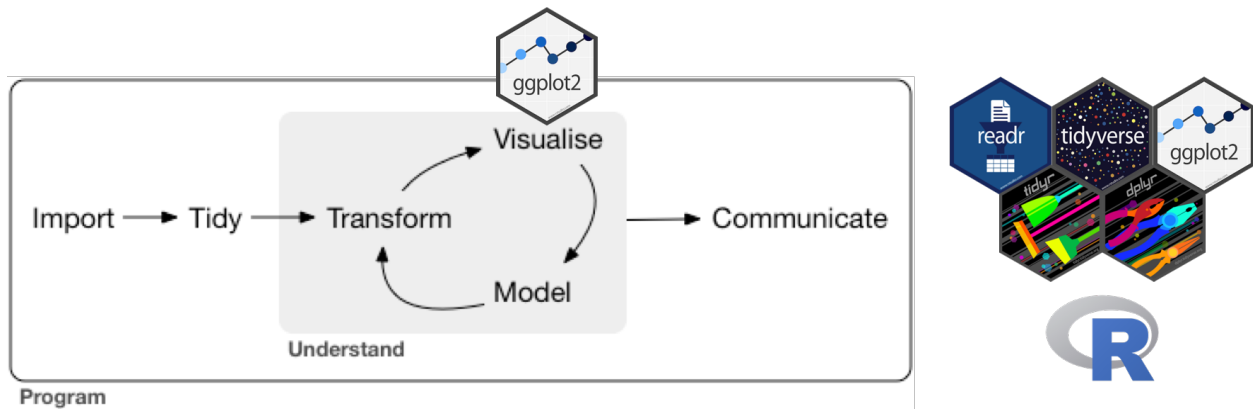 ggplot2
Visualise
Import
Tidy
Transform
Communicate
Model
Understand
Program
readr
tidyverse
ggplot2
tidyr
dplyr
R